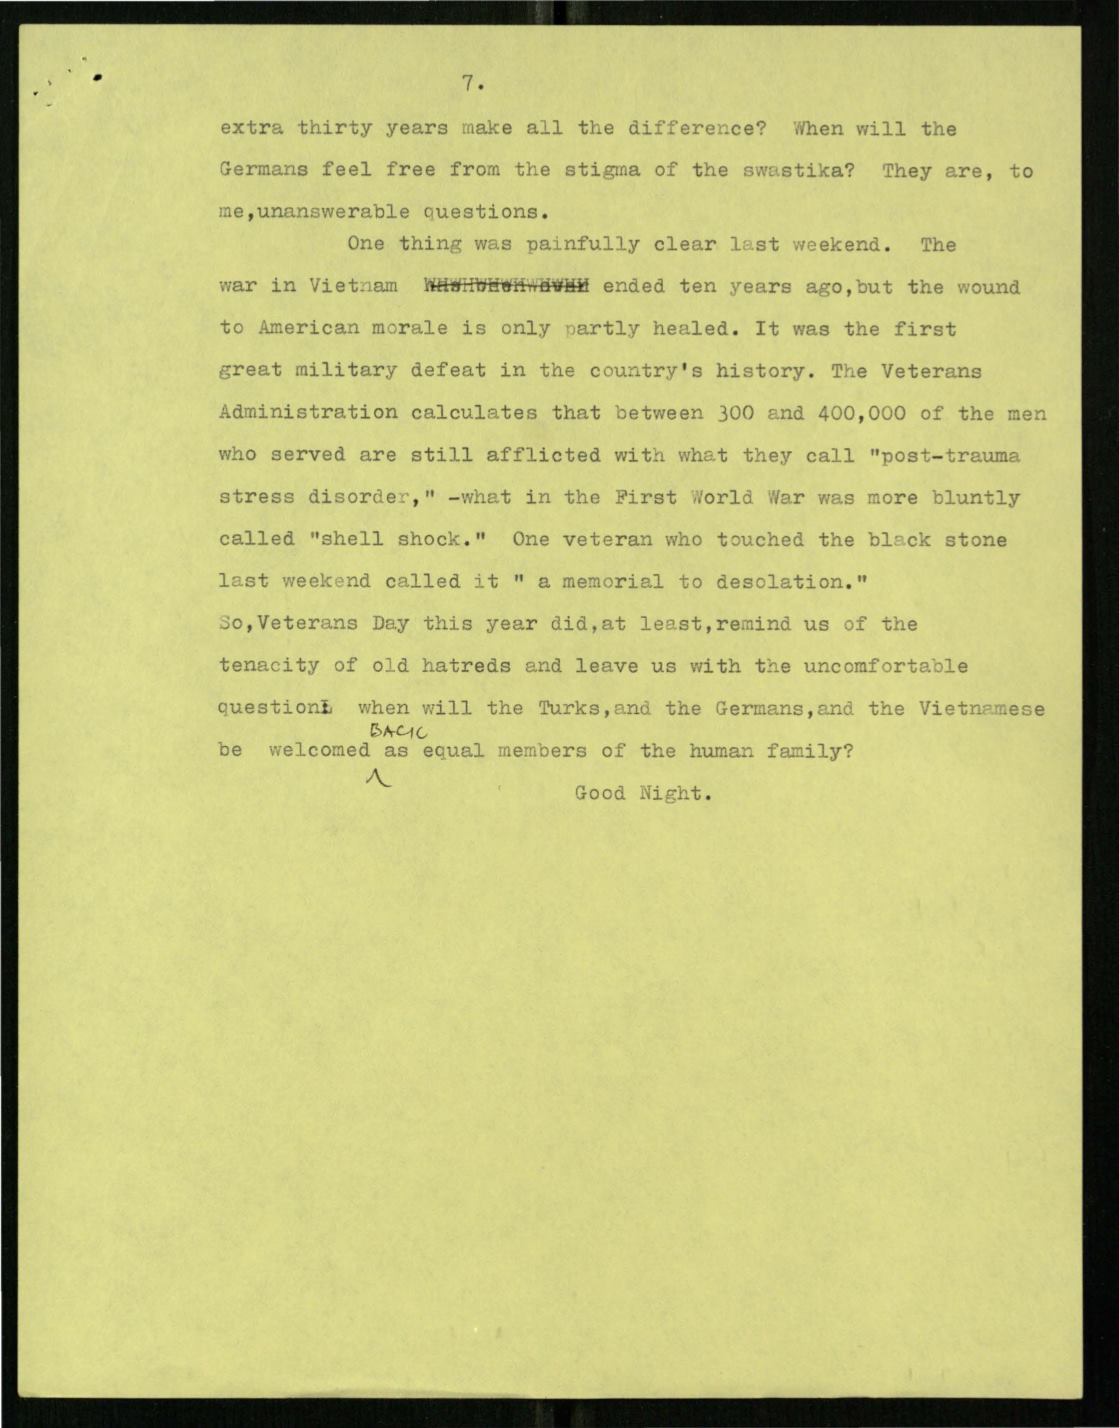 7.
extra thirty years make all the difference? When will the
Germans feel free from the stigma of the swastika? They are, to
me,unanswerable questions.
One thing was painfully clear last weekend. The
war in Vietnam ended ten years ago,but the wound
to American morale is only partly healed. It was the first
great military defeat in the country's history. The Veterans
Administration calculates that between 300 and 400,000 of the men
who served are still afflicted with what they call "post-trauma
stress disorder," -what in the First World War was more bluntly
called "shell shock." One veteran who touched the black stone
last weekend called it " a memorial to desolation."
So,Veterans Day this year did,at least,remind us of the
tenacity of old hatreds and leave us with the uncomfortable
question: when will the Turks,and the Germans,and the Vietnamese
BACK
be welcomed as equal members of the human family?
Good Night.